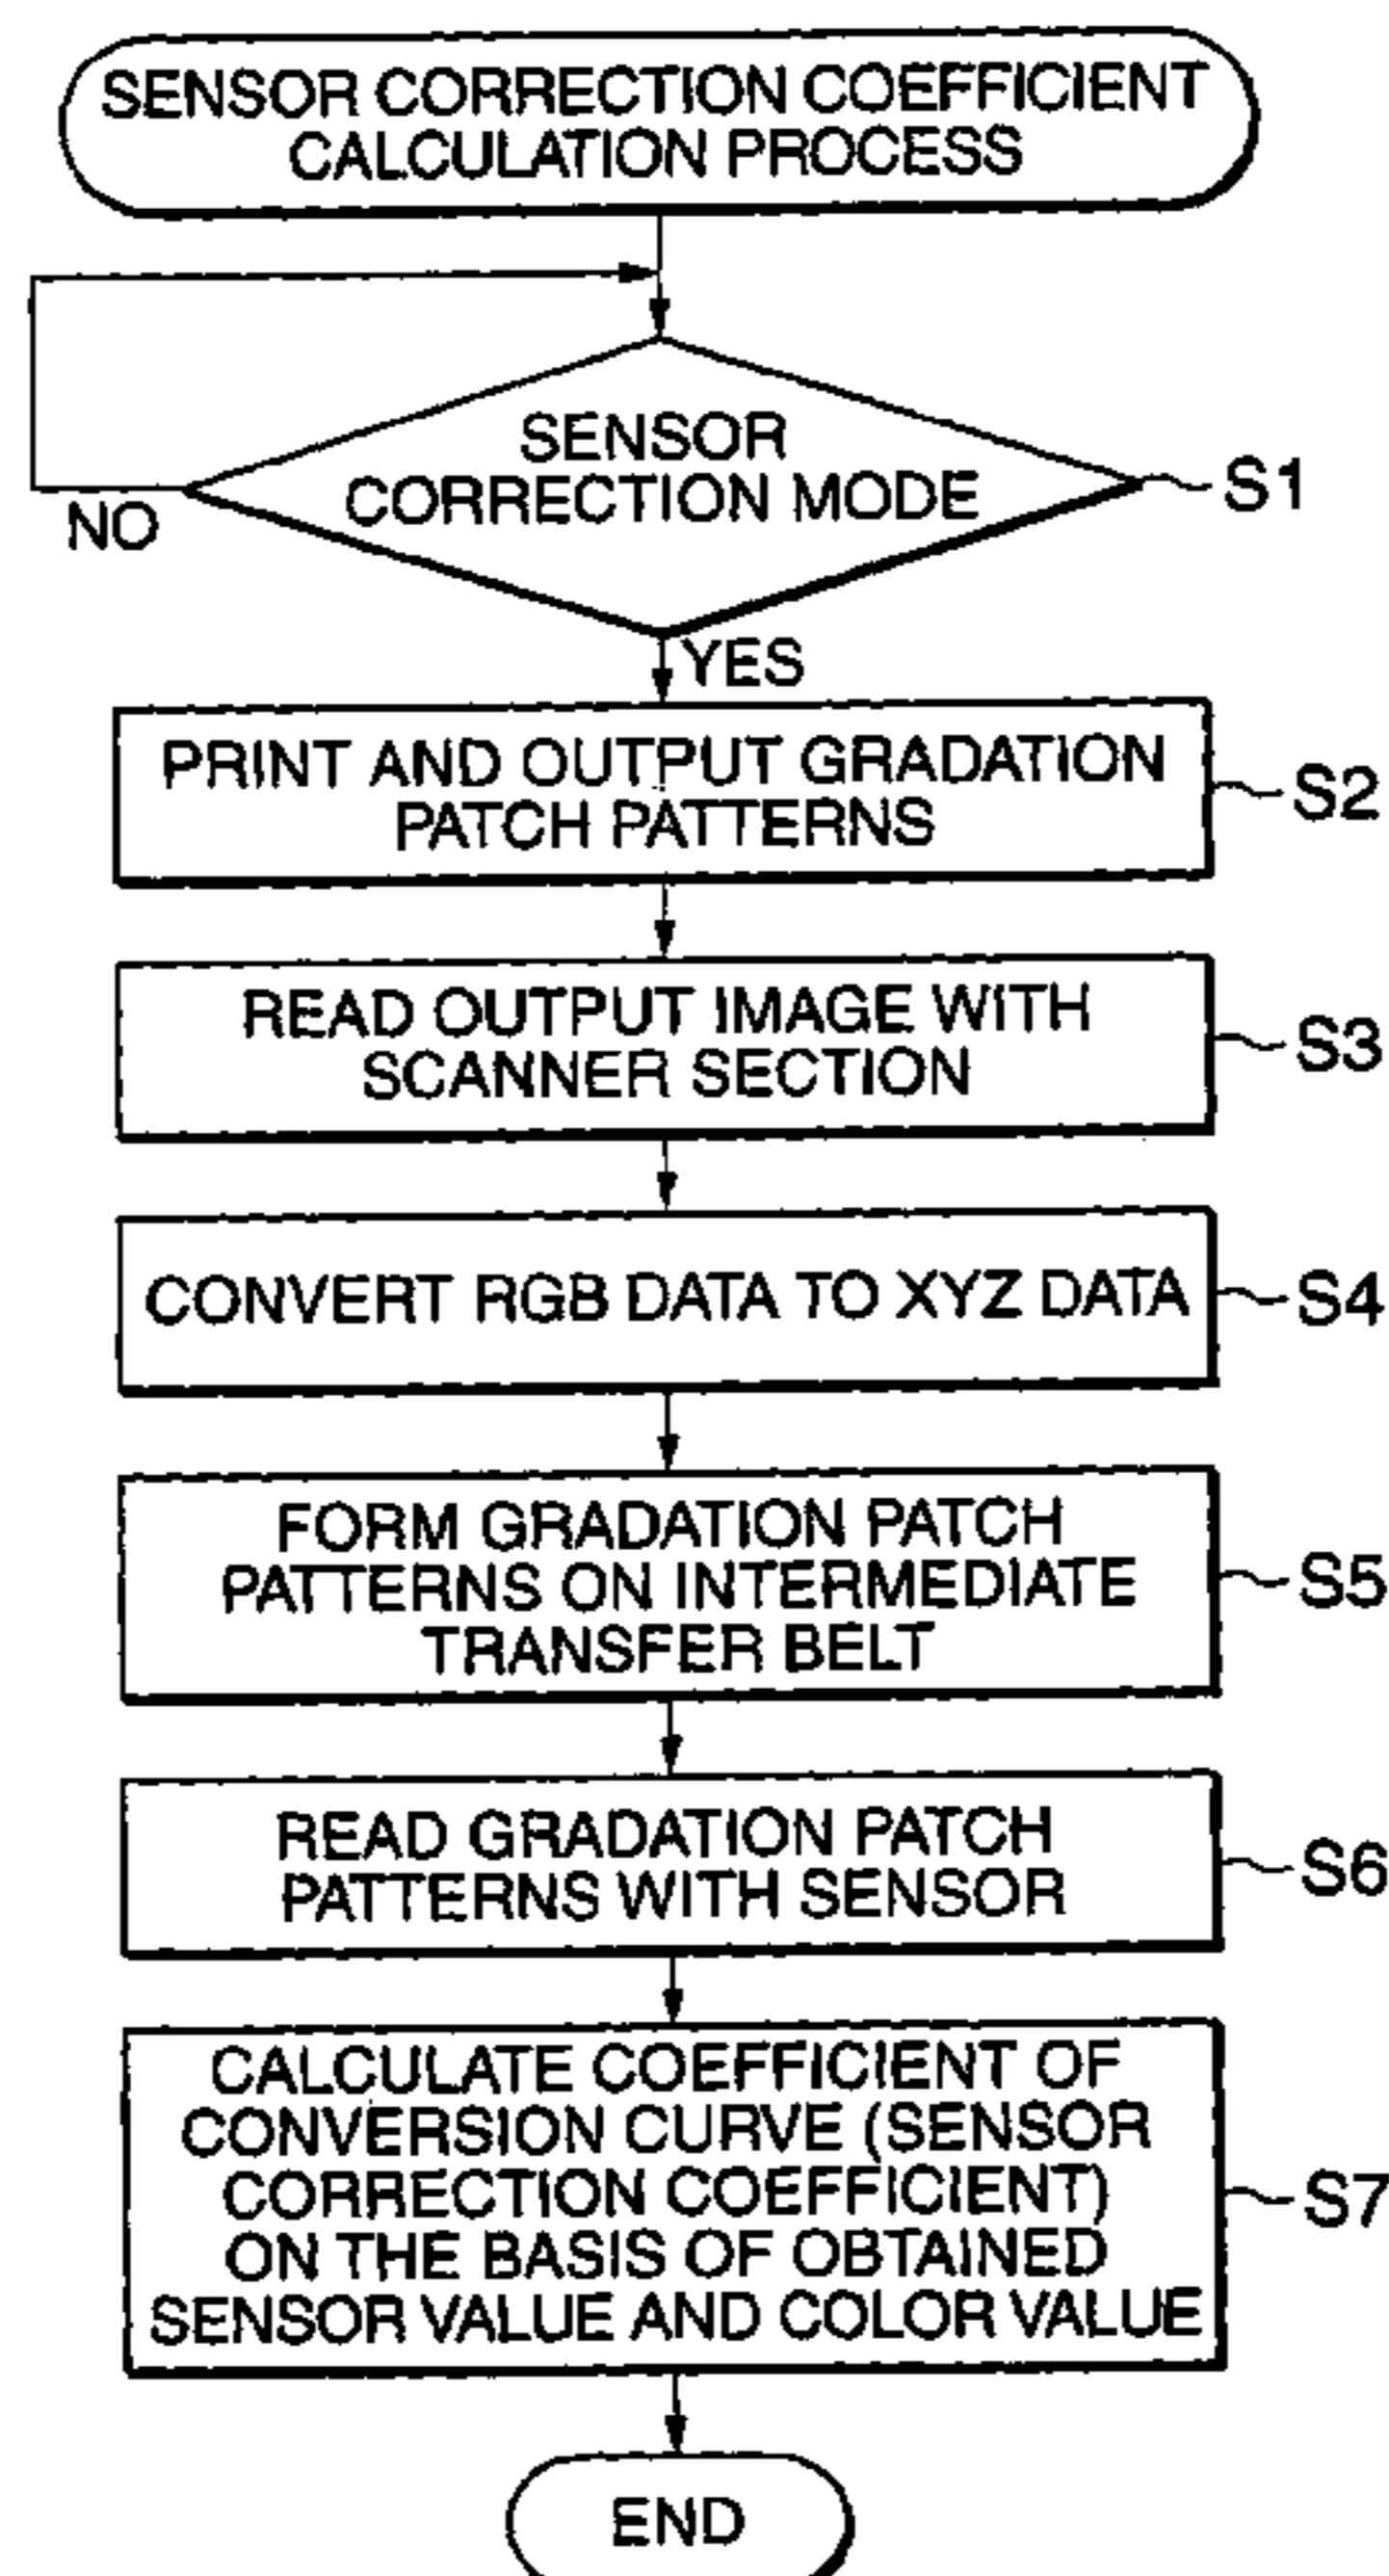 SENSOR CORRECTION COEFFICIENT
CALCULATION PROCESS
SENSOR
CORRECTION MODE
S1
NO
YES
PRINT AND OUTPUT GRADATION
PATCH PATTERNS
S2
READ OUTPUT IMAGE WITH
SCANNER SECTION
S3
CONVERT RGB DATA TO XYZ DATA
S4
FORM GRADATION PATCH
PATTERNS ON INTERMEDIATE
TRANSFER BELT
S5
READ GRADATION PATCH
PATTERNS WITH SENSOR
S6
CALCULATE COEFFICIENT OF
CONVERSION CURVE (SENSOR
CORRECTION COEFFICIENT)
ON THE BASIS OF OBTAINED
SENSOR VALUE AND COLOR VALUE
S7
END